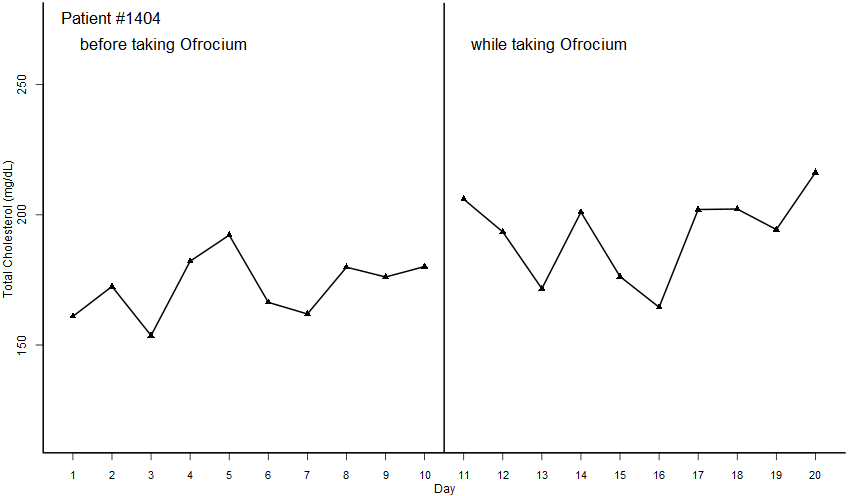 Patient #1404
before taking Ofrocium
while taking Ofrocium
Total Cholesterol (mg/dL)
250
200
150
1 2 3 4 5 6 7 8 9 10 11 12 13 14 15 16 17 18 19 20
Day